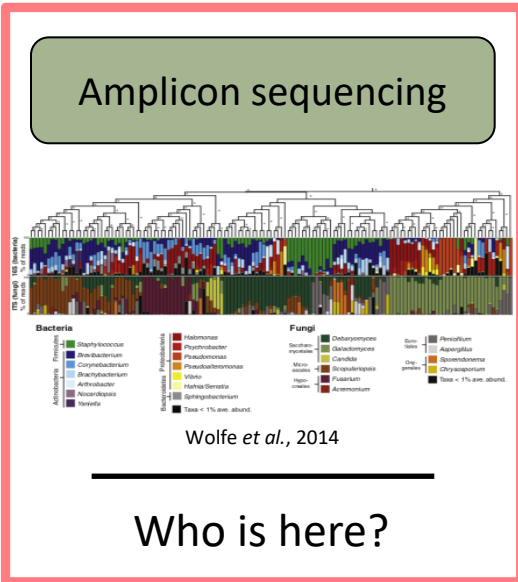 Amplicon sequencing
16S (bacteria)
% of reads
ITS (fungi)
% of reads
Bacteria
Firmicutes
Staphylococcus
Actinobacteria
Brevibacterium
Corynebacterium
Brachybacterium
Arthrobacter
Nocardiopsis
Yaniella
Proteobacteria
Halomonas
Psychrobacter
Pseudomonas
Pseudoalteromonas
Vibrio
Hafnia/Serratia
Bacteroidetes
Sphingobacterium
Taxa < 1% ave. abund.
Fungi
Saccharo-
mycetales
Debaryomyces
Galactomyces
Candida
Micro-
ascales
Scopulariopsis
Hypo-
creales
Fusarium
Acremonium
Euro-
tiales
Penicillium
Aspergillus
Ony-
genales
Sporendonema
Chrysosporium
Taxa < 1% ave. abund.
Wolfe et al., 2014
Who is here?